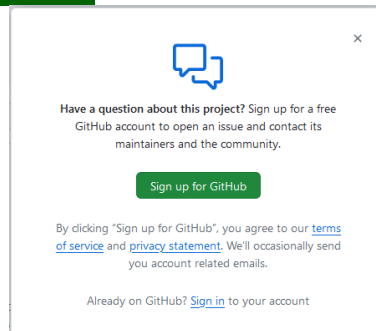 Have a question about this project? Sign up for a free
GitHub account to open an issue and contact its
maintainers and the community.
Sign up for GitHub
By clicking “Sign up for GitHub”, you agree to our terms
of service and privacy statement. We’ll occasionally send
you account related emails.
Already on GitHub? Sign in to your account